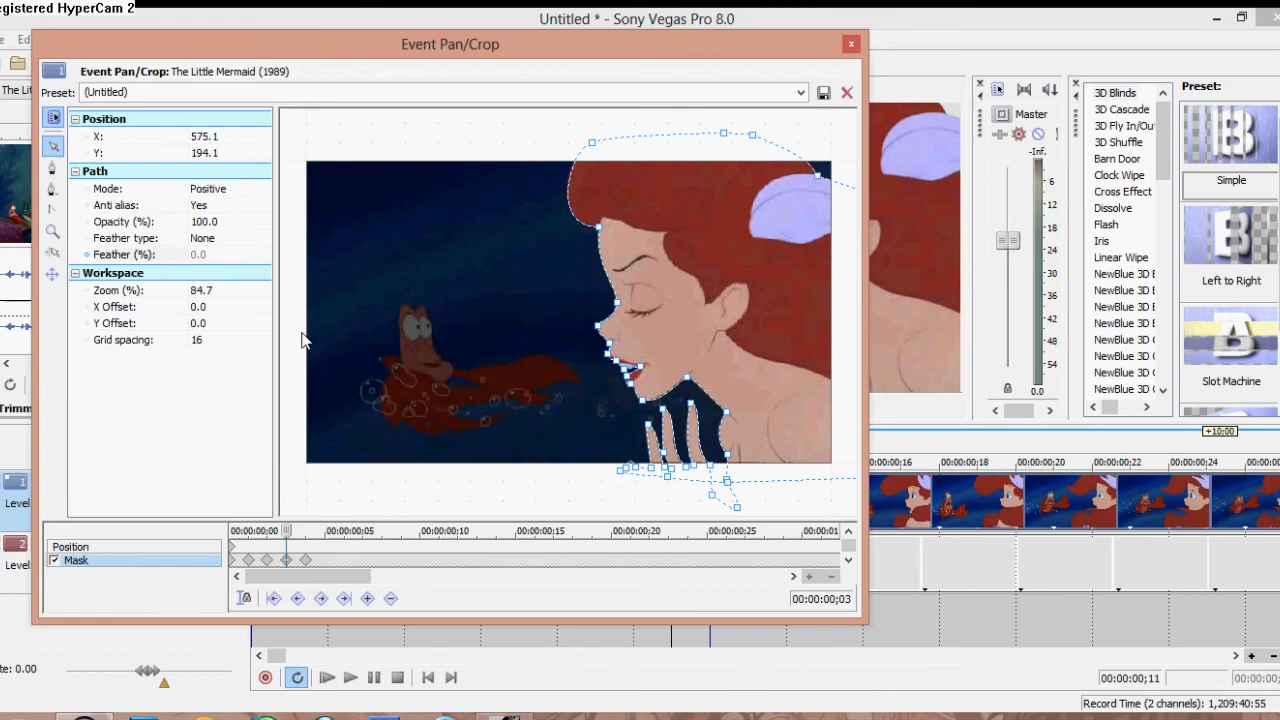 egistered HyperCam 2
Untitled * - Sony Vegas Pro 8.0
Event Pan/Crop
Event Pan/Crop: The Little Mermaid (1989)
Preset: (Untitled)
Position
X: 575.1
Y: 194.1
Path
Mode: Positive
Anti alias: Yes
Opacity (%): 100.0
Feather type: None
Feather (%): 0.0
Workspace
Zoom (%): 84.7
X Offset: 0.0
Y Offset: 0.0
Grid spacing: 16
00:00:00;00
00:00:00;05
00:00:00;10
00:00:00;15
00:00:00;20
00:00:00;25
00:00:01
Position
Mask
00:00:00;03
The Li
Trimm
1
Level
2
Level
te: 0.00
Master
-Inf.
6
12
18
24
30
36
42
48
54
0.0
3D Blinds
3D Cascade
3D Fly In/Ou
3D Shuffle
Barn Door
Clock Wipe
Cross Effect
Dissolve
Flash
Iris
Linear Wipe
NewBlue 3D E
NewBlue 3D E
NewBlue 3D E
NewBlue 3D
NewBlue 3D
NewBlue 3D
NewBlue 3D E
Preset:
Simple
Left to Right
Slot Machine
+10:00
00:00:00;16
00:00:00;18
00:00:00;20
00:00:00;22
00:00:00;24
00:00:00;2
00:00:00;11
00:00:00;
Record Time (2 channels): 1,209:40:55